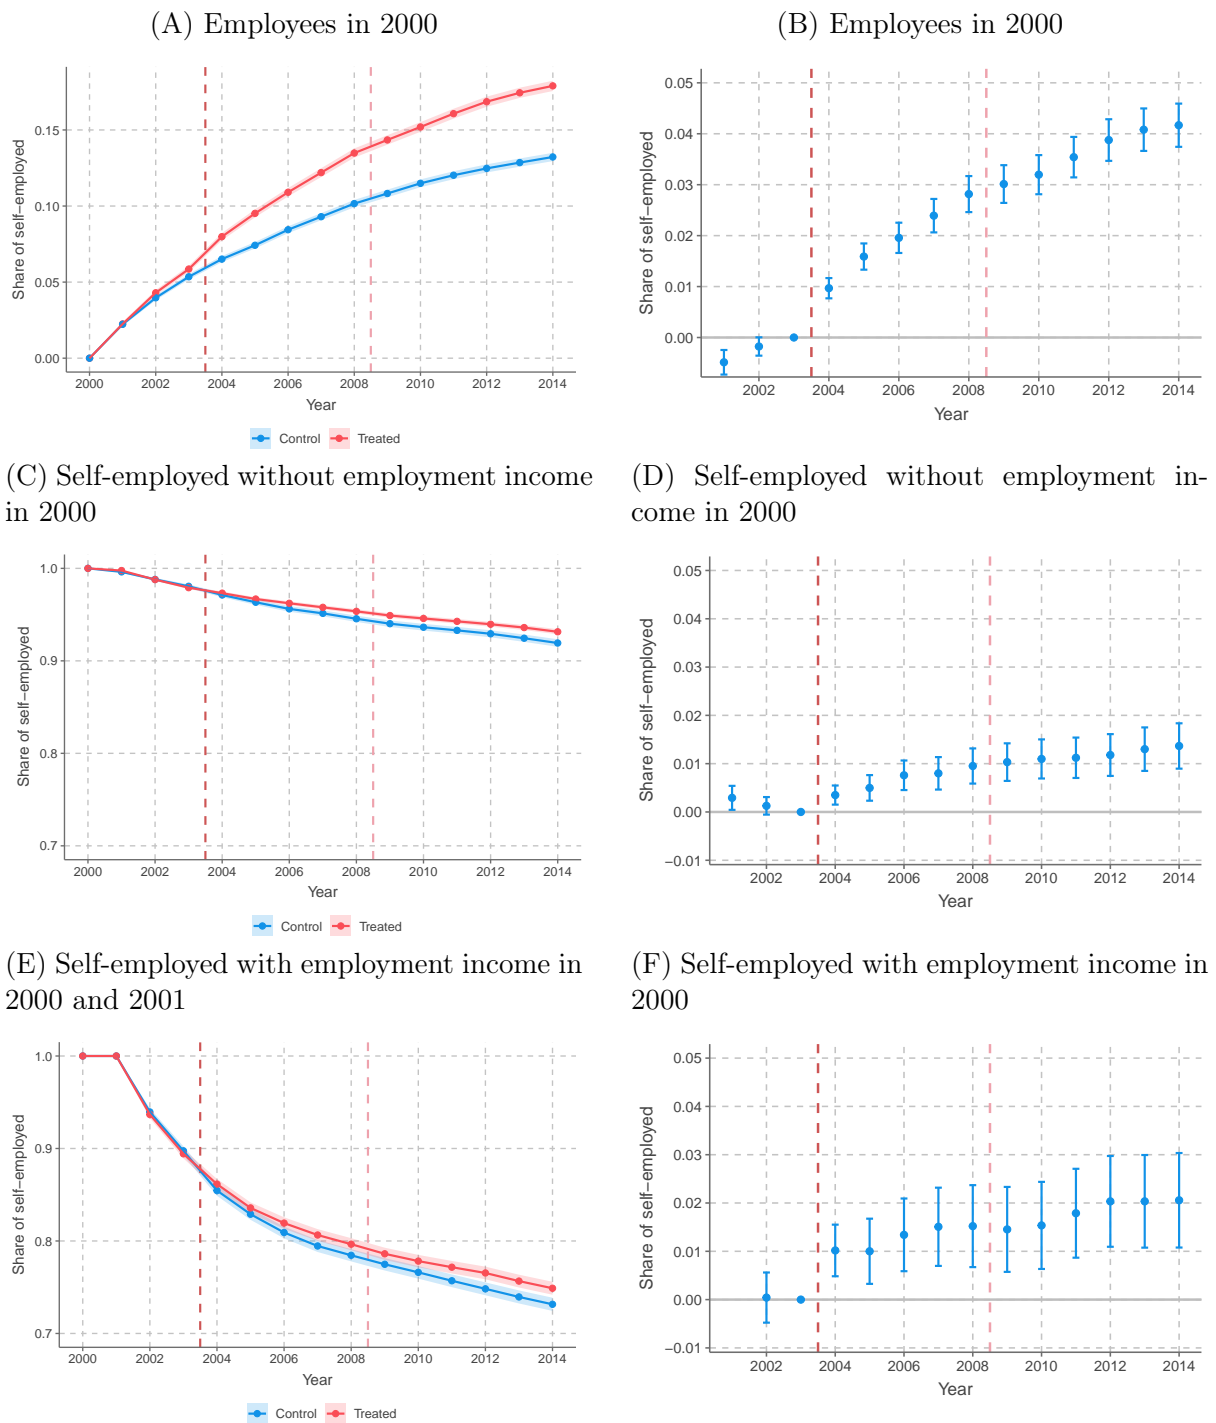 (A) Employees in 2000
Share of self−employed
0.15
0.10
0.05
0.00
2000 2002 2004 2006 2008 2010 2012 2014
Year
Control Treated
(B) Employees in 2000
Share of self−employed
0.05
0.04
0.03
0.02
0.01
0.00
2002 2004 2006 2008 2010 2012 2014
Year
(C) Self-employed without employment income
in 2000
Share of self−employed
1.0
0.9
0.8
0.7
2000 2002 2004 2006 2008 2010 2012 2014
Year
Control Treated
(D) Self-employed without employment in-
come in 2000
Share of self−employed
0.05
0.04
0.03
0.02
0.01
0.00
−0.01
2002 2004 2006 2008 2010 2012 2014
Year
(E) Self-employed with employment income in
2000 and 2001
Share of self−employed
1.0
0.9
0.8
0.7
2000 2002 2004 2006 2008 2010 2012 2014
Year
Control Treated
(F) Self-employed with employment income in
2000
Share of self−employed
0.05
0.04
0.03
0.02
0.01
0.00
−0.01
2002 2004 2006 2008 2010 2012 2014
Year